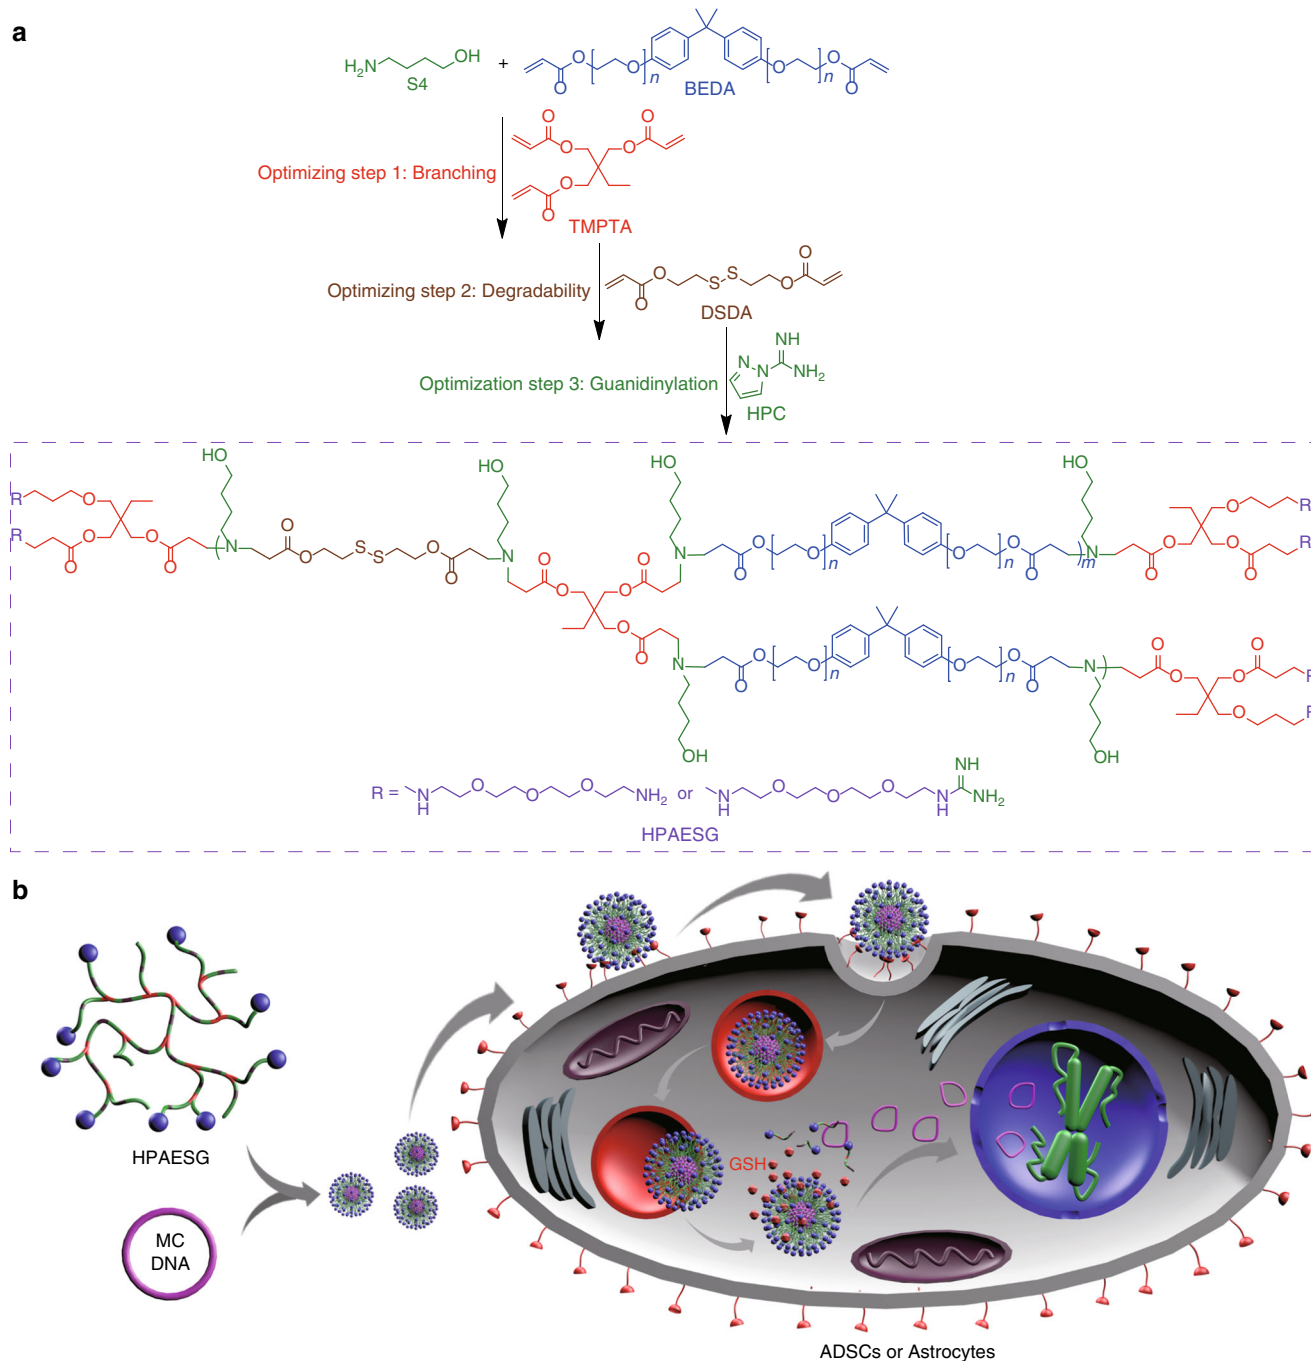 a
H2N
OH
S4
+
O
O
n
O
O
n
O
O
BEDA
O
O
O
O
O
O
Optimizing step 1: Branching
TMPTA
O
O
S
S
O
O
Optimizing step 2: Degradability
DSDA
NH
N
N
NH2
Optimization step 3: Guanidinylation
HPC
HO
HO
HO
HO
R
O
R
O
O
O
O
N
O
O
S
S
O
O
N
N
O
O
O
n
O
O
n
O
O
m
N
O
O
O
O
O
R
R
O
O
O
O
O
O
N
OH
O
O
O
n
O
O
n
O
O
N
OH
O
O
O
O
O
R
R
R =
N
H
O
O
O
NH2
or
N
H
O
O
O
N
H
NH
NH2
HPAESG
b
HPAESG
MC
DNA
GSH
ADSCs or Astrocytes